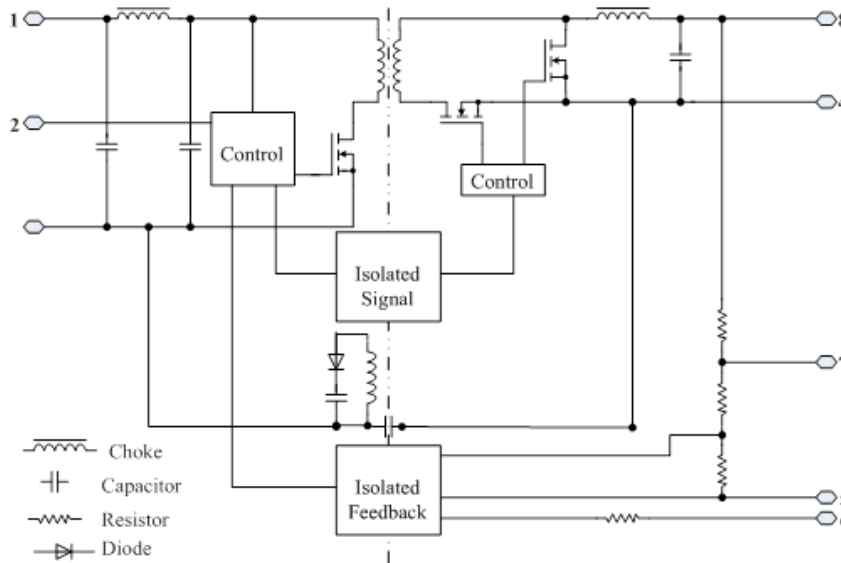 1
2
Control
Control
Isolated
Signal
Isolated
Feedback
Choke
Capacitor
Resistor
Diode